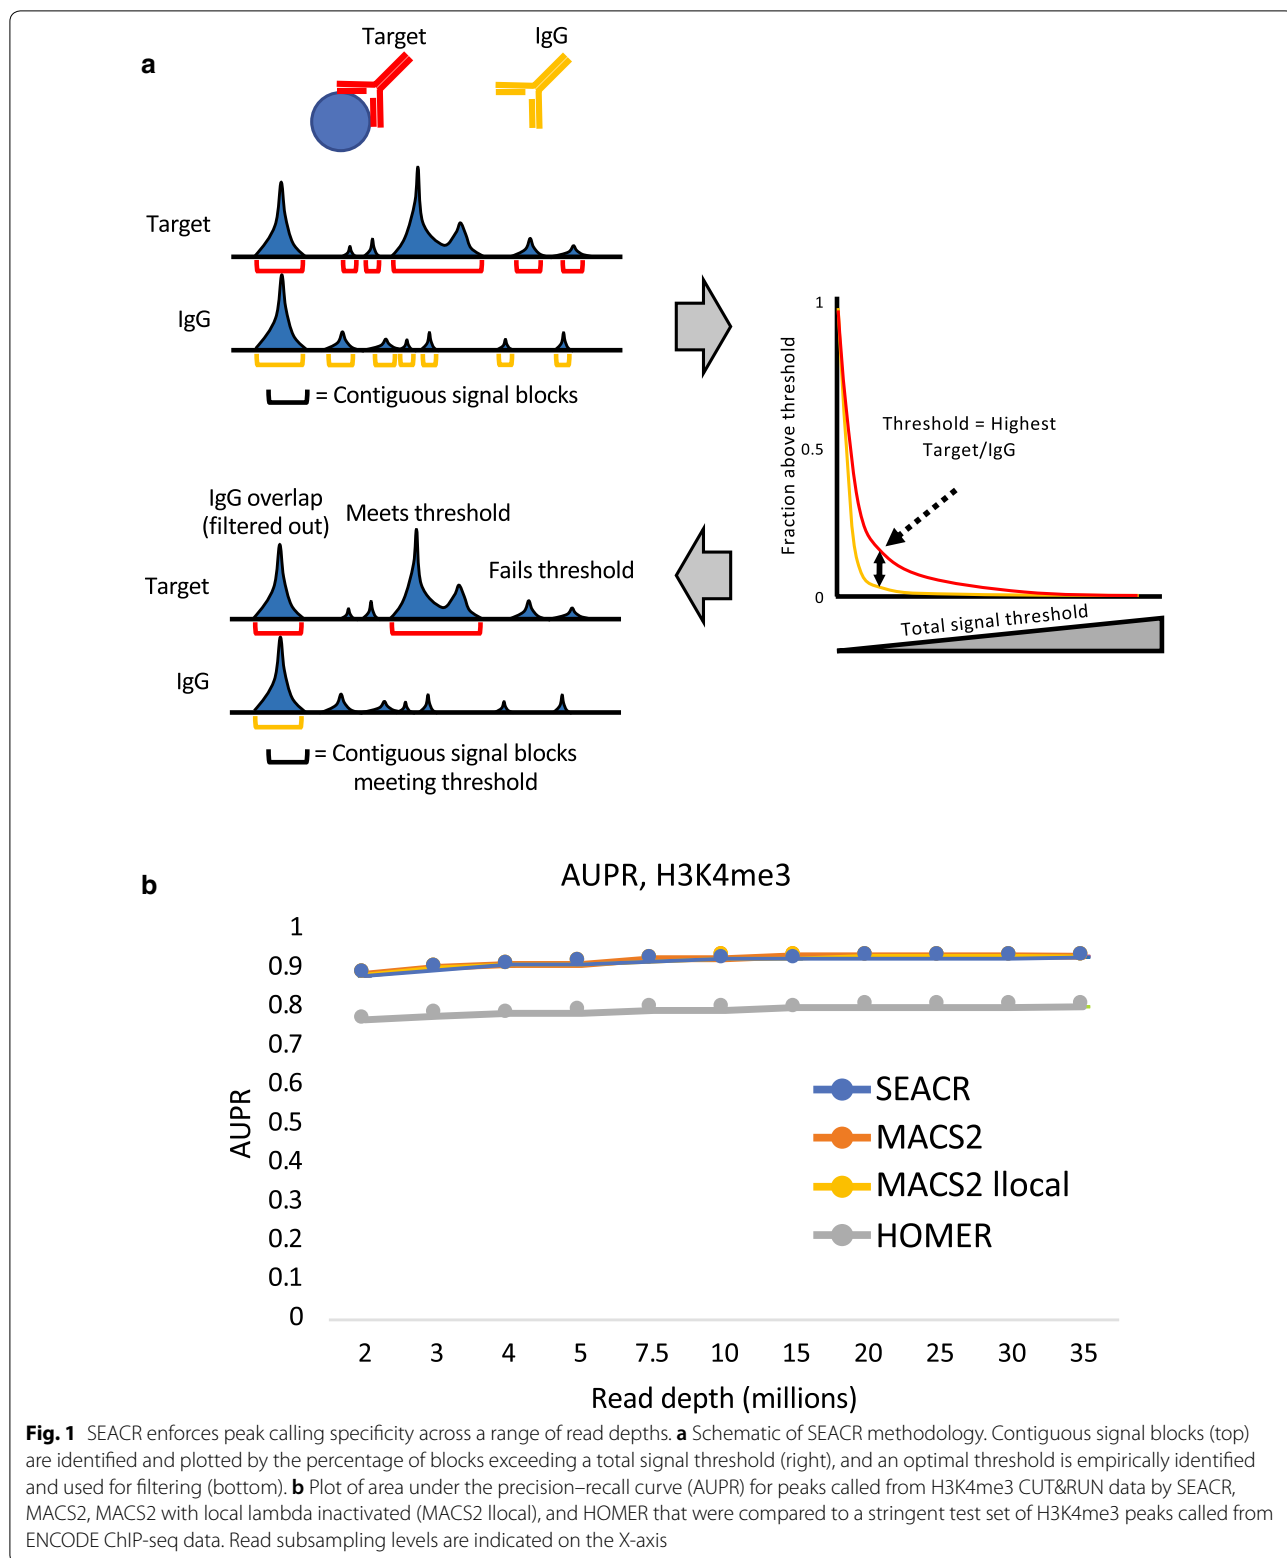 a
Target
IgG
Target
IgG
= Contiguous signal blocks
1
0.5
0
Fraction above threshold
Threshold = Highest
Target/IgG
Total signal threshold
IgG overlap
(filtered out)
Meets threshold
Fails threshold
Target
IgG
= Contiguous signal blocks
meeting threshold
b
AUPR, H3K4me3
1
0.9
0.8
0.7
0.6
0.5
0.4
0.3
0.2
0.1
0
AUPR
SEACR
MACS2
MACS2 llocal
HOMER
2 3 4 5 7.5 10 15 20 25 30 35
Read depth (millions)
Fig. 1 SEACR enforces peak calling specificity across a range of read depths. a Schematic of SEACR methodology. Contiguous signal blocks (top)
are identified and plotted by the percentage of blocks exceeding a total signal threshold (right), and an optimal threshold is empirically identified
and used for filtering (bottom). b Plot of area under the precision–recall curve (AUPR) for peaks called from H3K4me3 CUT&RUN data by SEACR,
MACS2, MACS2 with local lambda inactivated (MACS2 llocal), and HOMER that were compared to a stringent test set of H3K4me3 peaks called from
ENCODE ChIP-seq data. Read subsampling levels are indicated on the X-axis